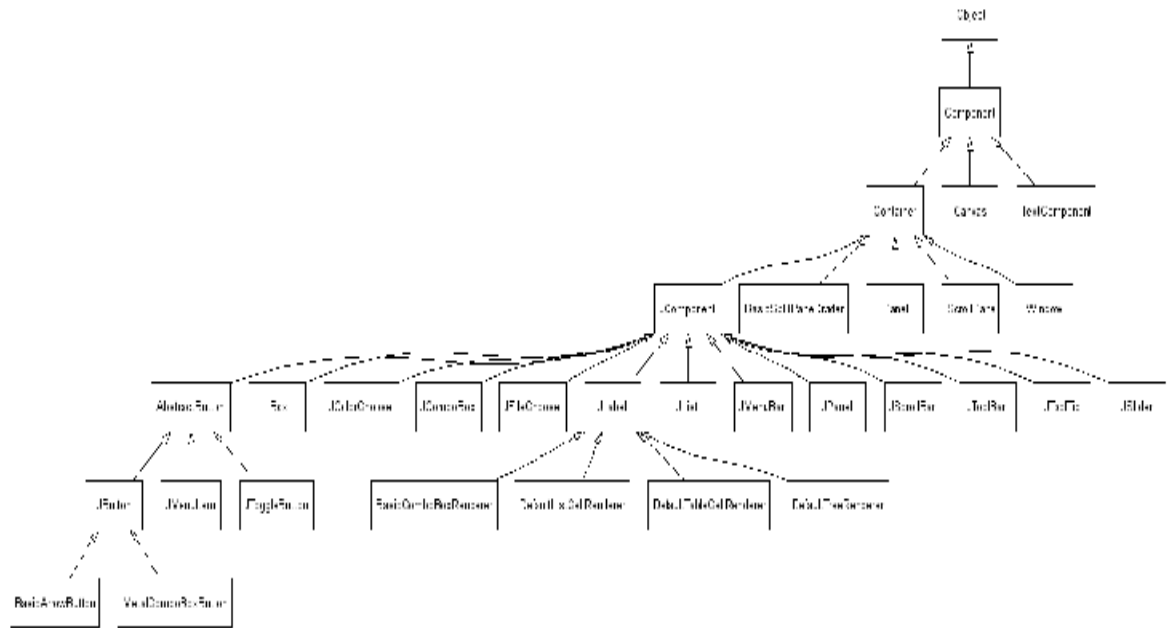 Object
Component
Container
Canvas
TextComponent
JComponent
BasicSplitPaneDivider
Panel
ScrollPane
Window
AbstractButton
Box
JColorChooser
JComboBox
JFileChooser
JLabel
JList
JMenuBar
JPanel
JScrollBar
JToolBar
JSlider
JButton
JMenuItem
JToggleButton
BasicComboBoxRenderer
DefaultListCellRenderer
DefaultTableCellRenderer
DefaultTreeRenderer
BasicArrowButton
MetalComboBoxButton